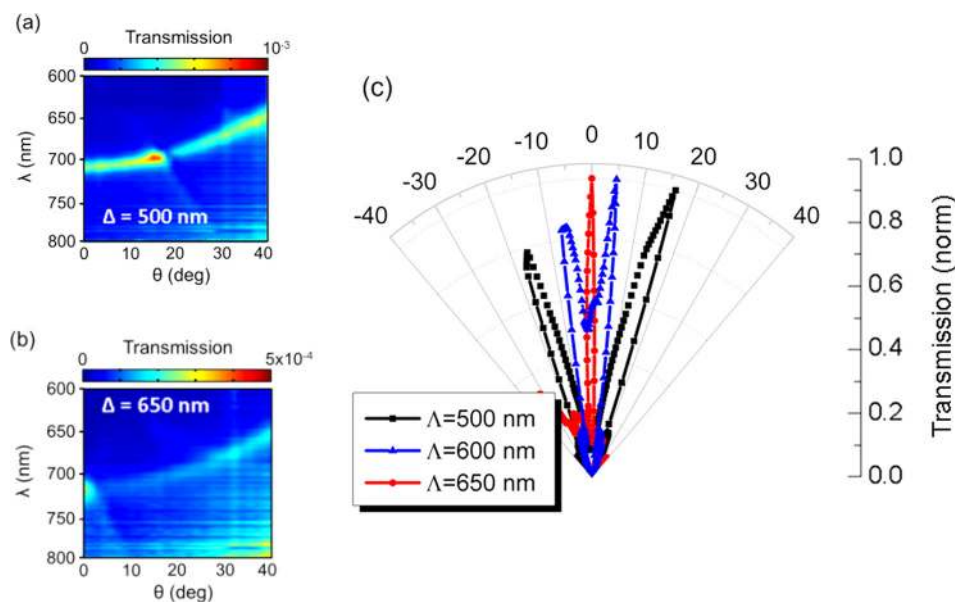 (a)
Transmission
0 10-3
600
650
700
750
800
λ (nm)
Δ = 500 nm
0 10 20 30 40
θ (deg)
(b)
Transmission
0 5x10-4
600
650
700
750
800
λ (nm)
Δ = 650 nm
0 10 20 30 40
θ (deg)
(c)
-40 -30 -20 -10 0 10 20 30 40
1.0
0.8
0.6
0.4
0.2
0.0
Transmission (norm)
Λ=500 nm
Λ=600 nm
Λ=650 nm